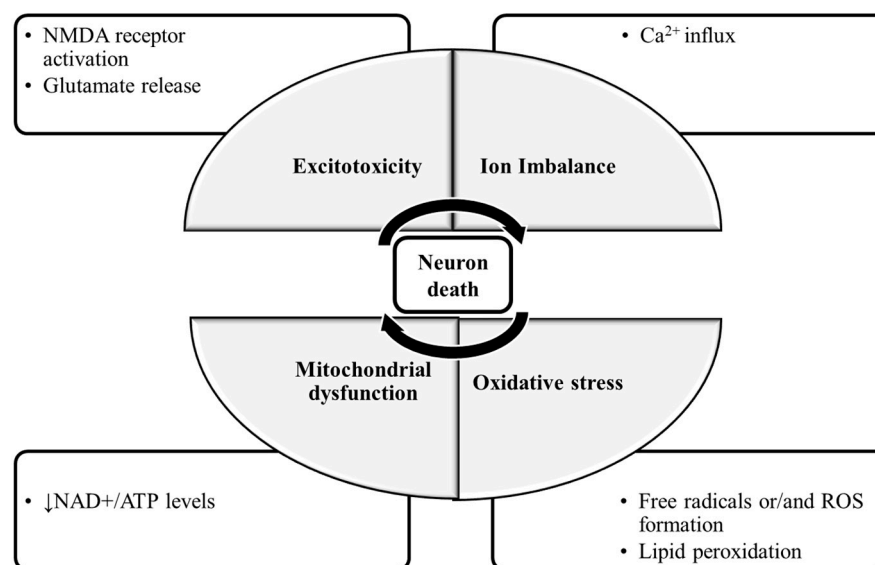 • NMDA receptor
activation
• Glutamate release
• Ca²⁺ influx
Excitotoxicity
Ion Imbalance
Neuron
death
Mitochondrial
dysfunction
Oxidative stress
• ↓NAD+/ATP levels
• Free radicals or/and ROS
formation
• Lipid peroxidation